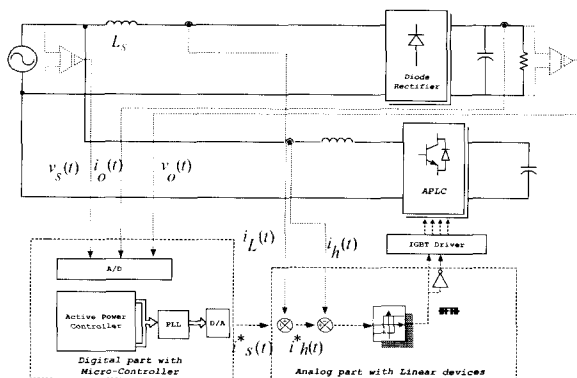 L_s
Diode
Rectifier
v_s(t)
i_o(t)
v_o(t)
APLC
i_L(t)
i_h(t)
IGBT Driver
A/D
Active Power
Controller
PLL
D/A
i*_s(t)
i*_h(t)
Digital part with
Micro-Controller
Analog part with Linear devices